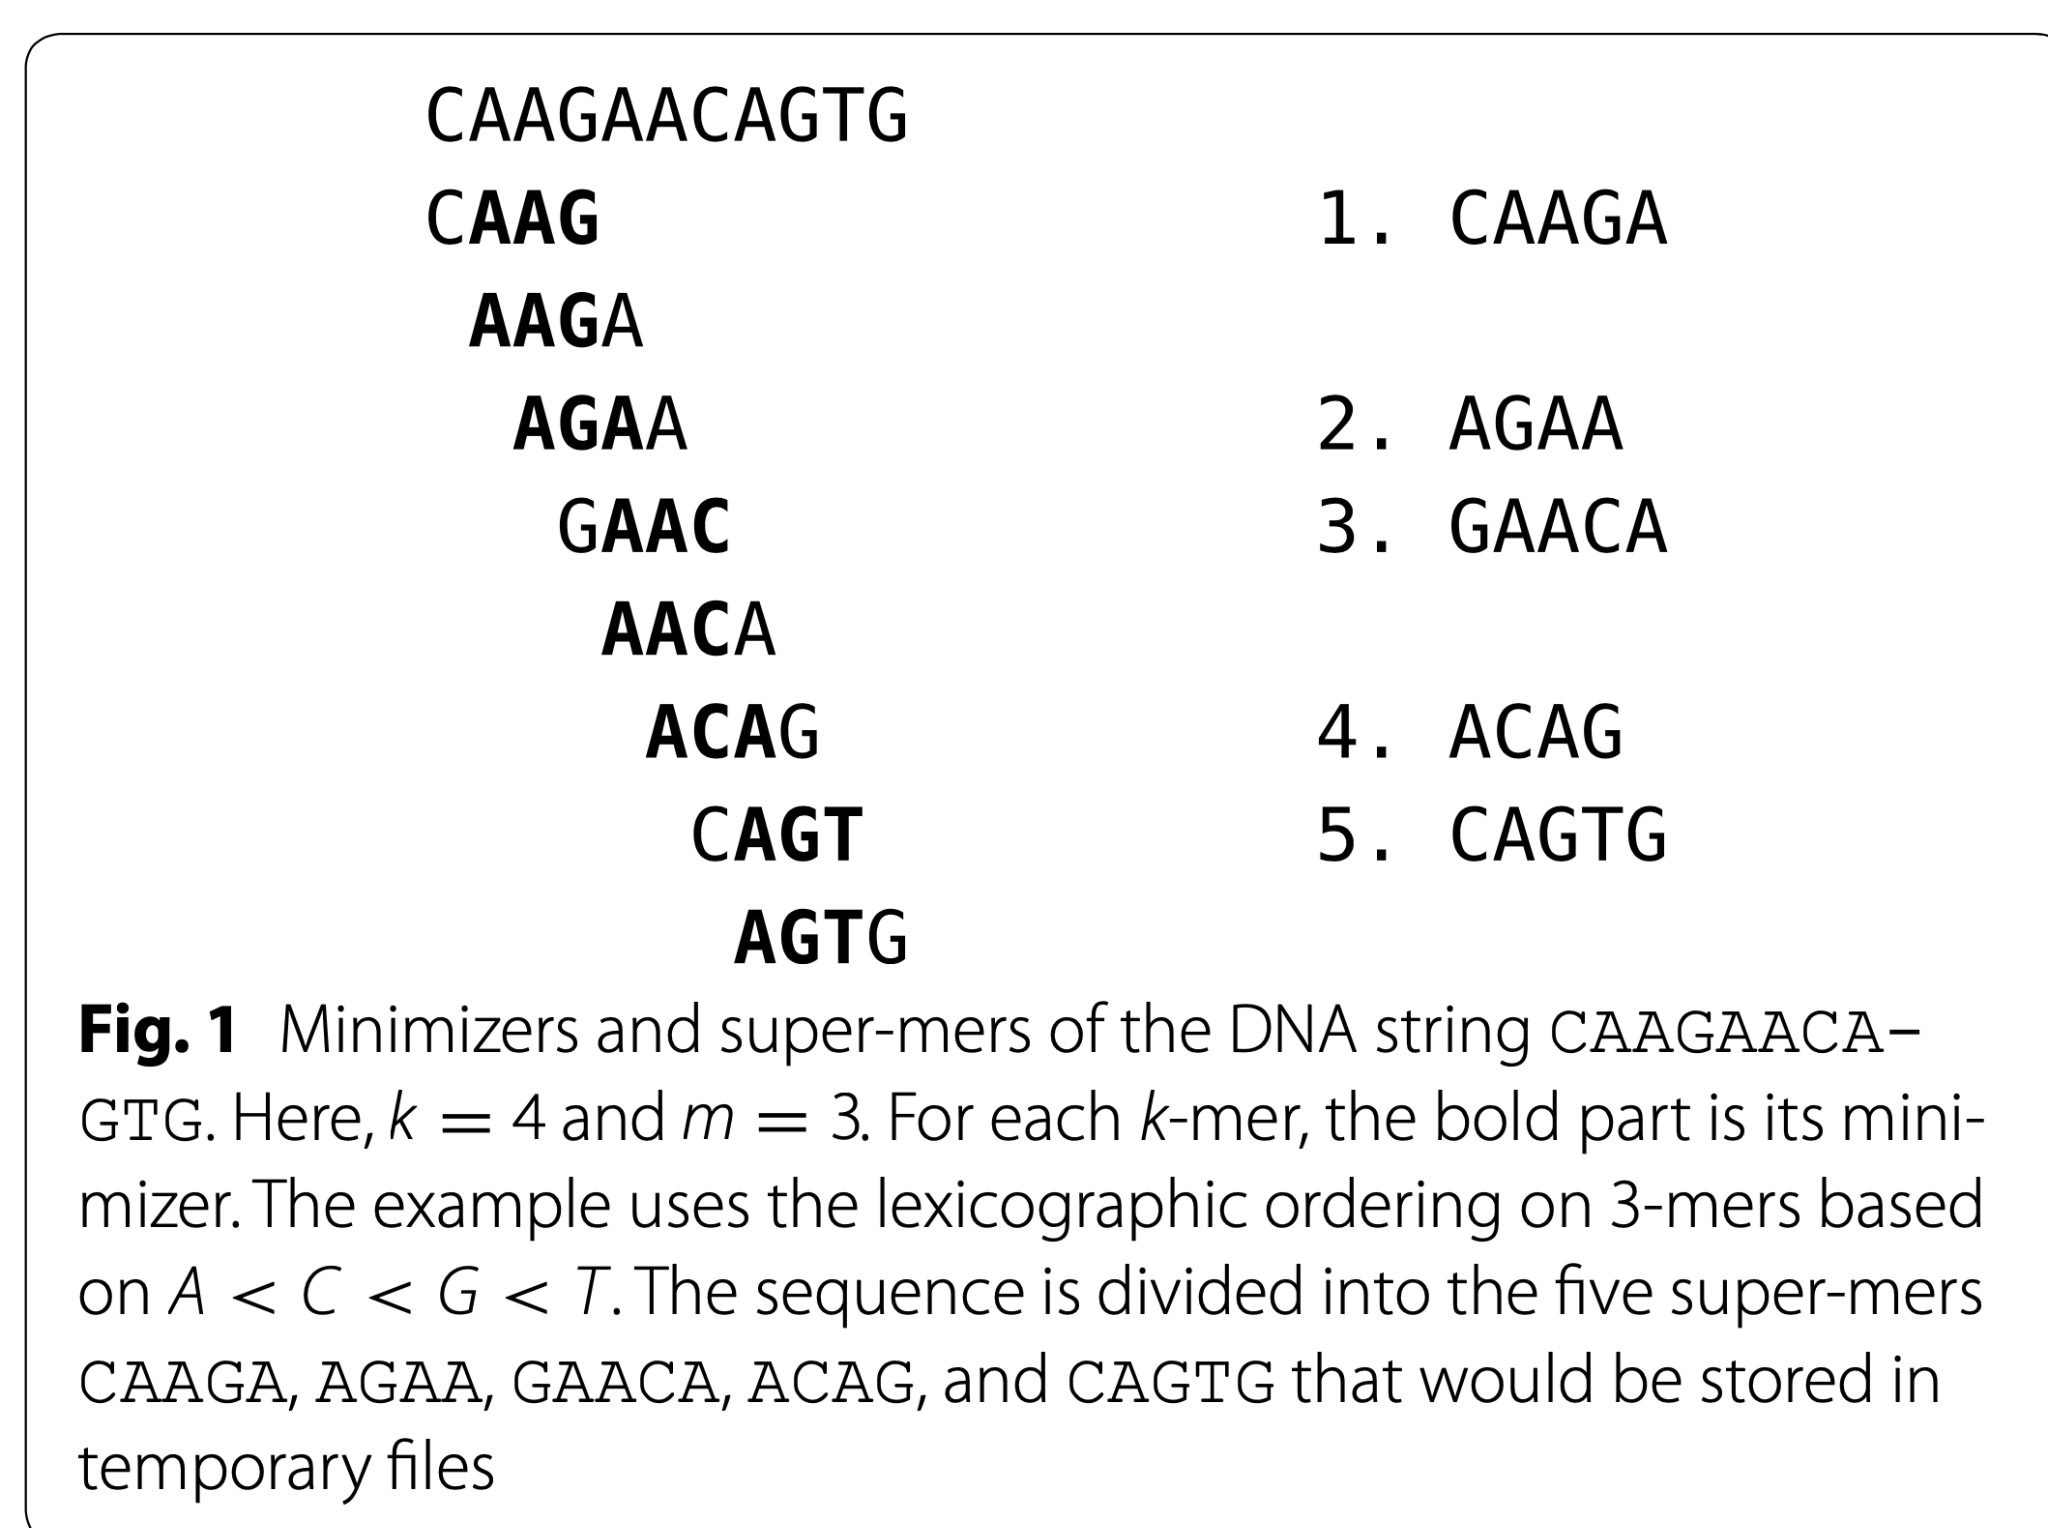 CAAGAACAGTG
CAAG 1. CAAGA
AAGA
AGAA 2. AGAA
GAAC 3. GAACA
AACA
ACAG 4. ACAG
CAGT 5. CAGTG
AGTG
Fig. 1 Minimizers and super-mers of the DNA string CAAGAACA-
GTG. Here, k = 4 and m = 3. For each k-mer, the bold part is its mini-
mizer. The example uses the lexicographic ordering on 3-mers based
on A < C < G < T. The sequence is divided into the five super-mers
CAAGA, AGAA, GAACA, ACAG, and CAGTG that would be stored in
temporary files